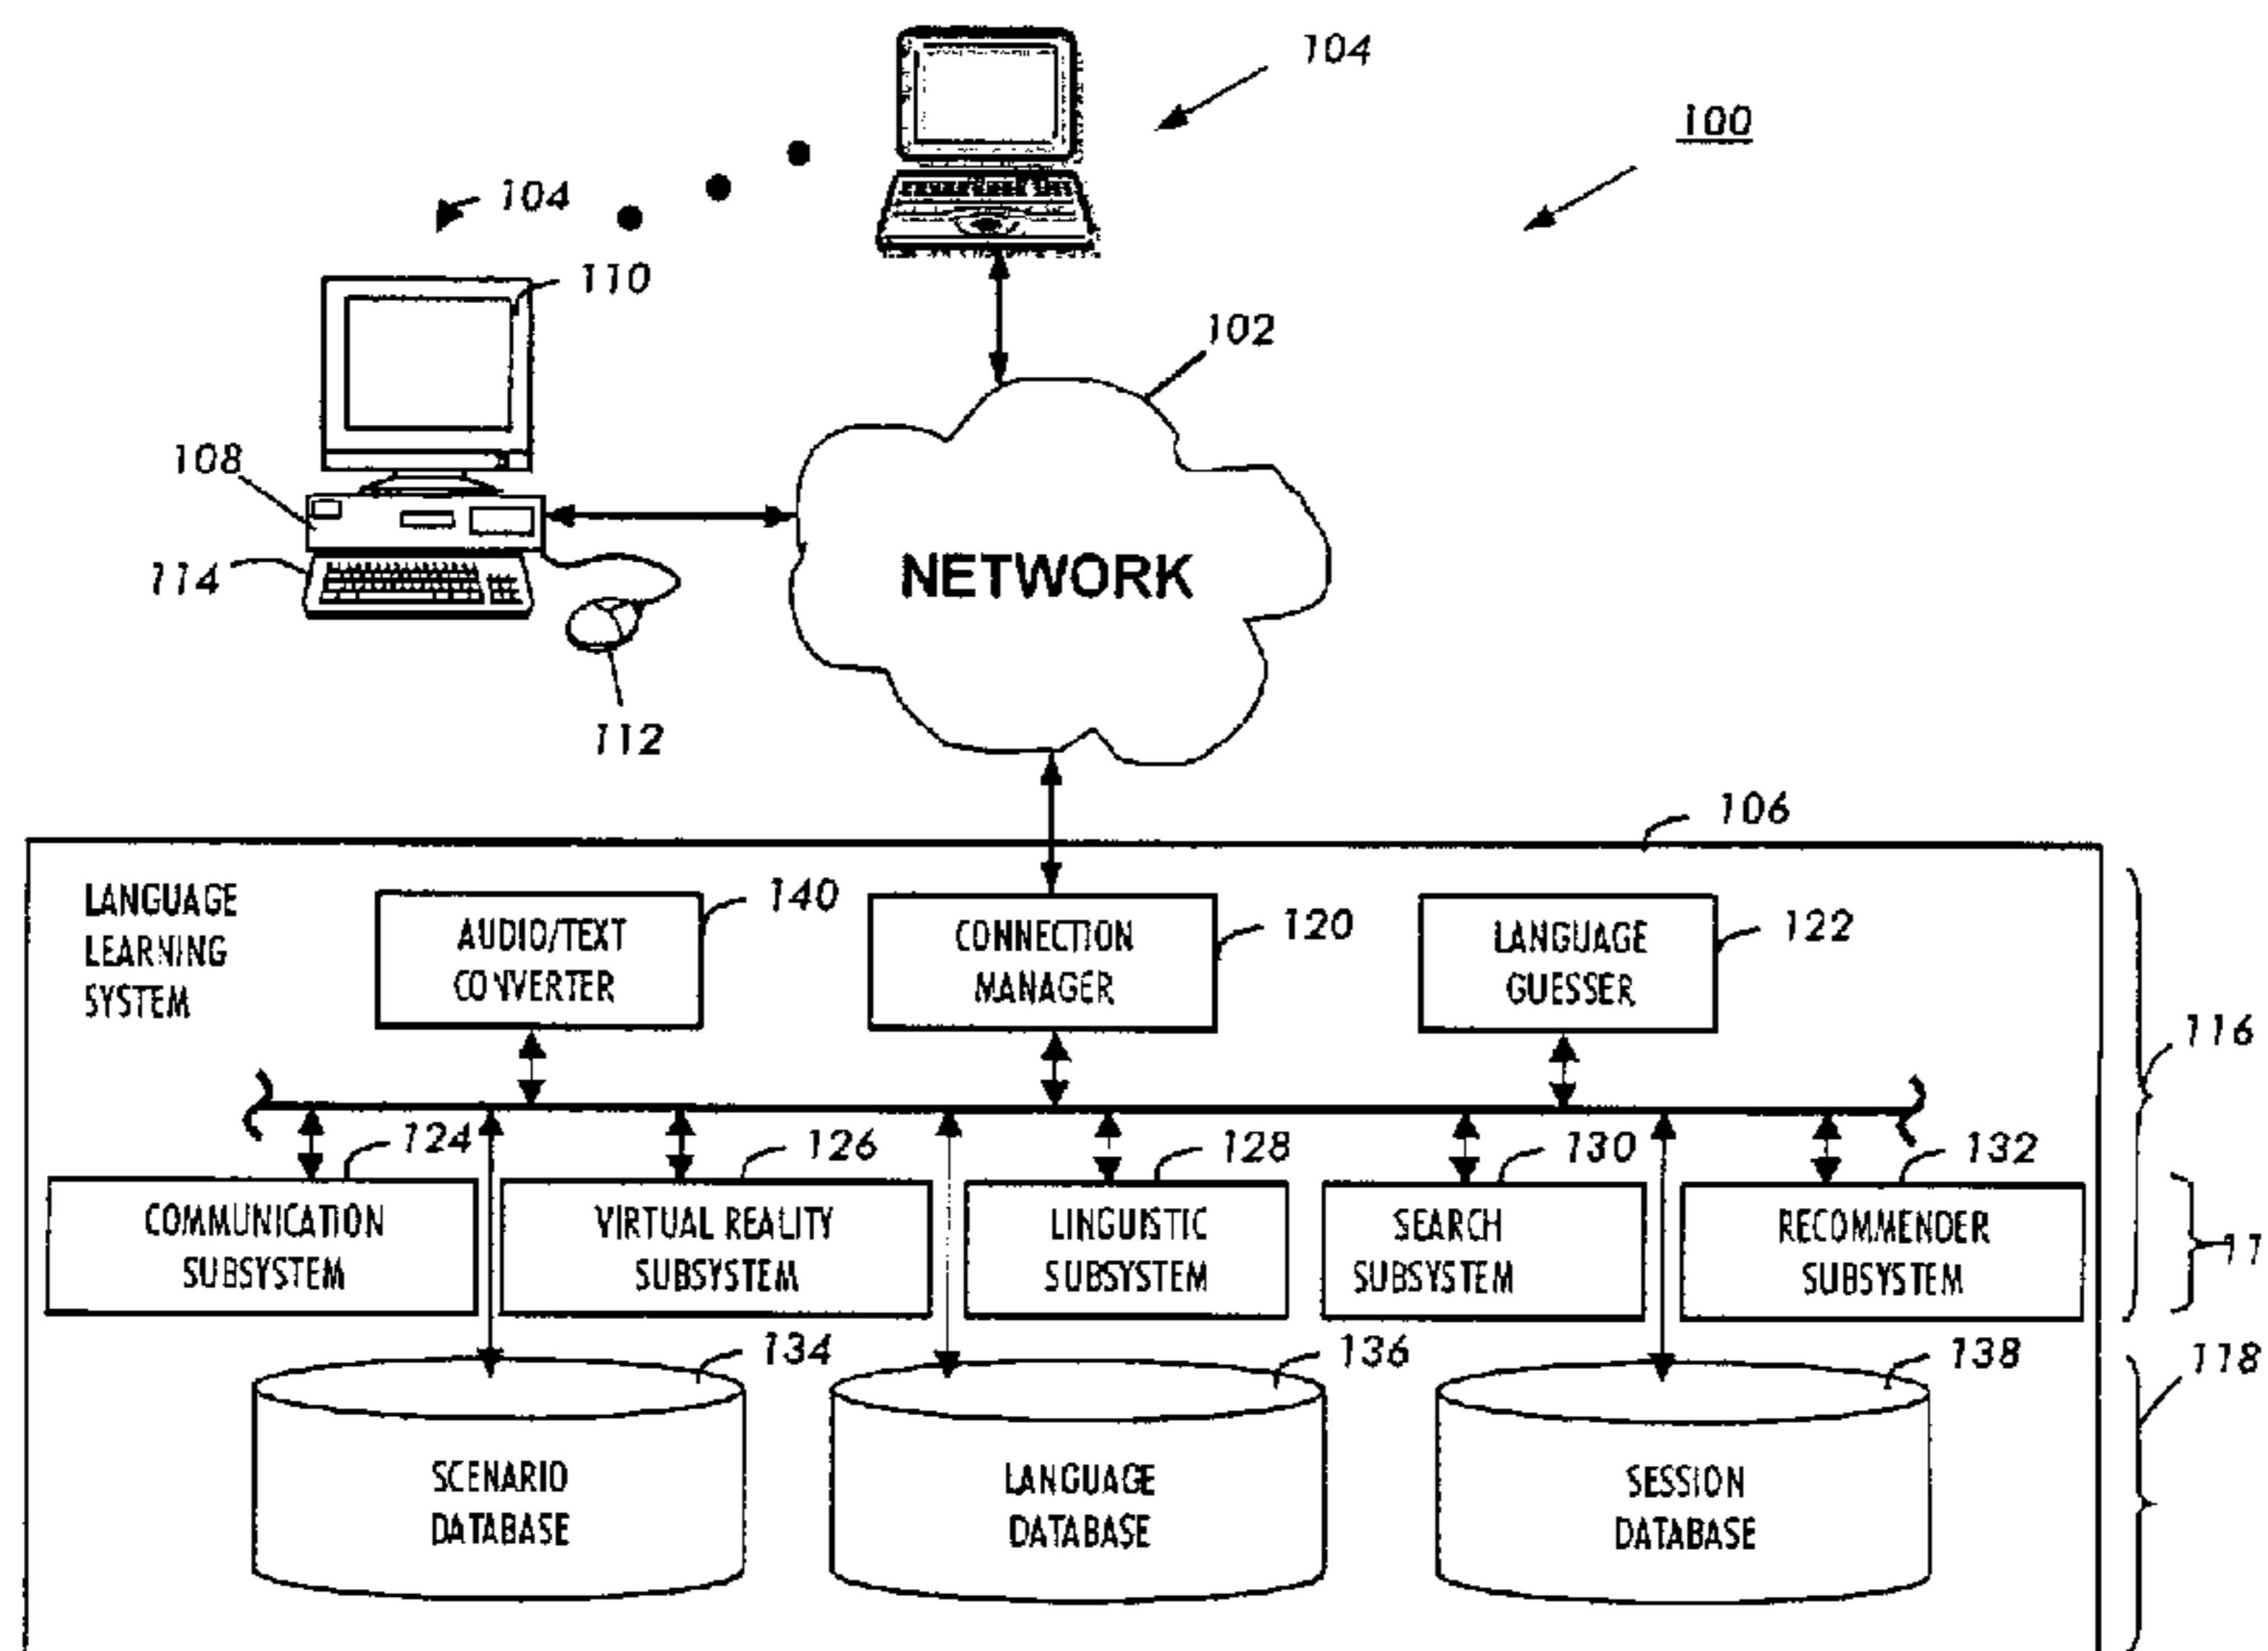 104
100
104
110
102
108
NETWORK
114
112
106
LANGUAGE
LEARNING
SYSTEM
AUDIO/TEXT
CONVERTER
140
CONNECTION
MANAGER
120
LANGUAGE
GUESSER
122
116
124
126
128
130
132
COMMUNICATION
SUBSYSTEM
VIRTUAL REALITY
SUBSYSTEM
LINGUISTIC
SUBSYSTEM
SEARCH
SUBSYSTEM
RECOMMENDER
SUBSYSTEM
134
136
138
118
SCENARIO
DATABASE
LANGUAGE
DATABASE
SESSION
DATABASE